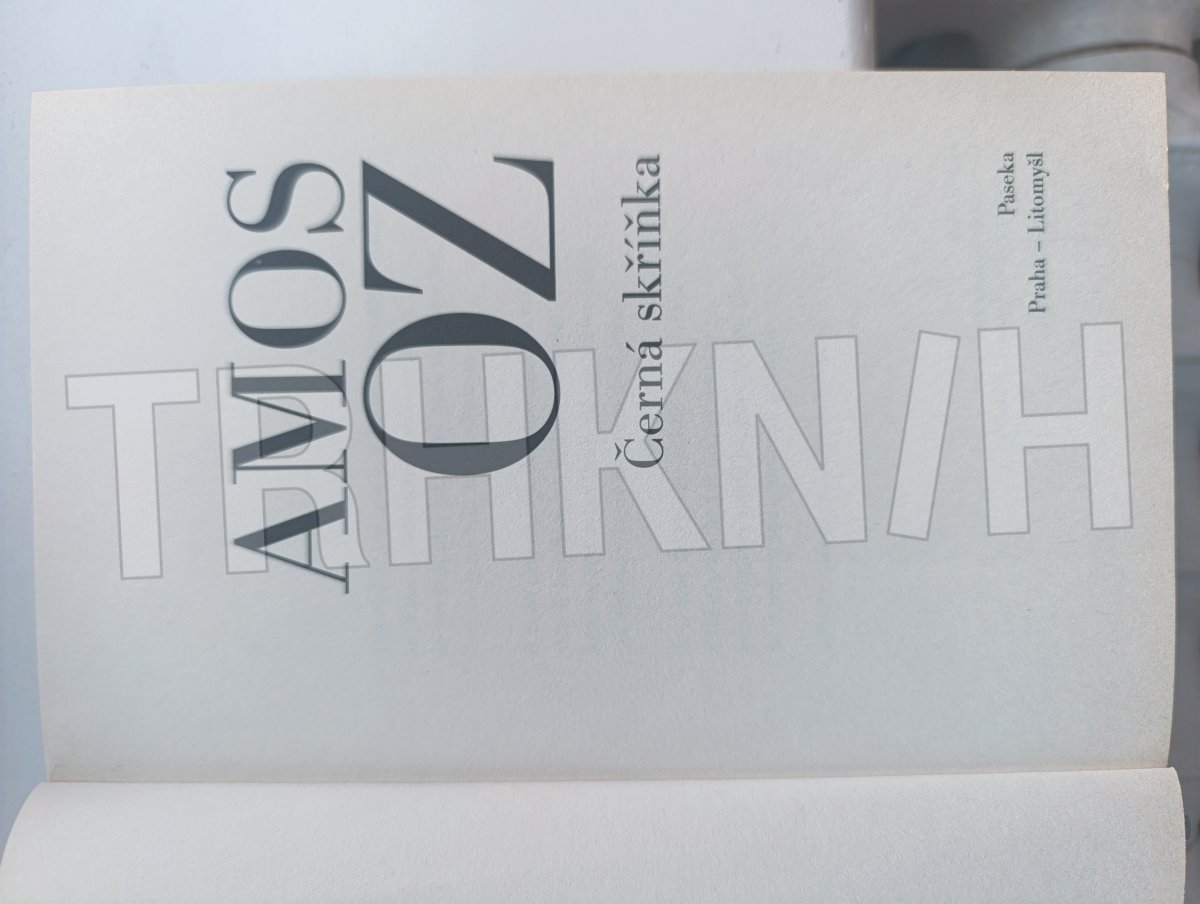 AMOS
OZ
Černá skříňka
Paseka
Praha – Litomyšl
TRHKNIH